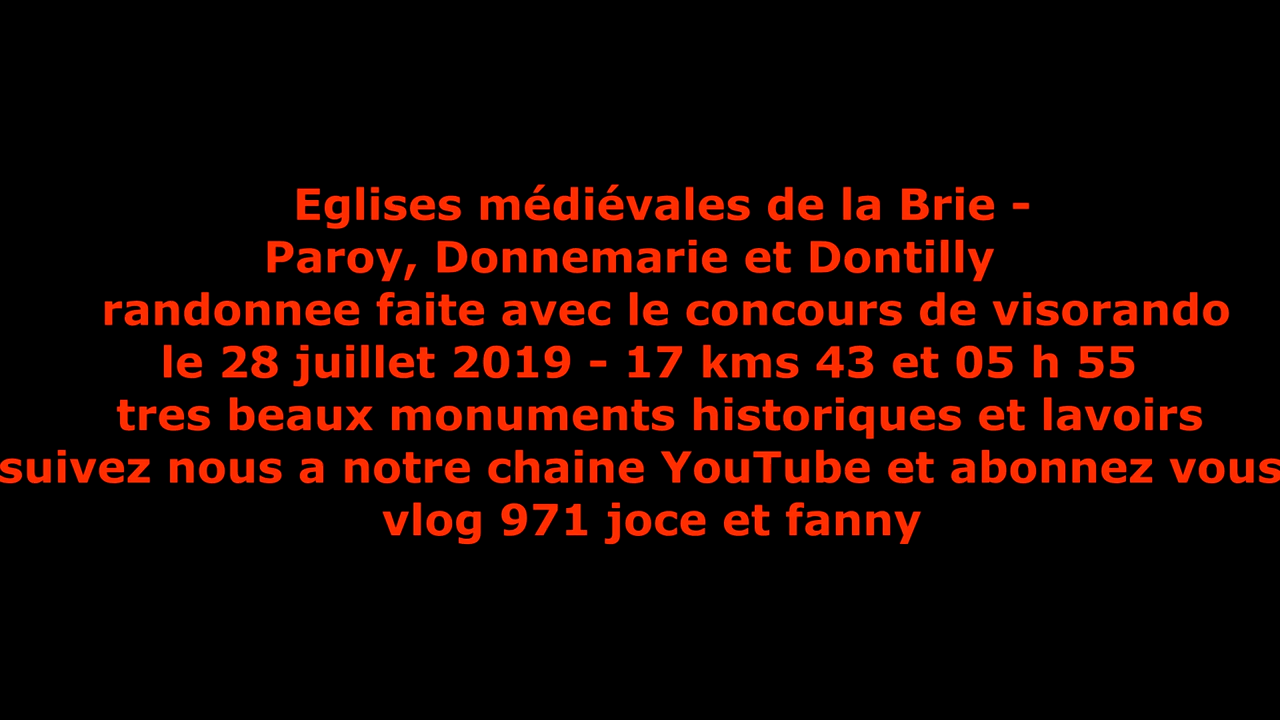 Eglises médiévales de la Brie -
Paroy, Donnemarie et Dontilly
randonnee faite avec le concours de visorando
le 28 juillet 2019 - 17 kms 43 et 05 h 55
tres beaux monuments historiques et lavoirs
suivez nous a notre chaine YouTube et abonnez vous
vlog 971 joce et fanny